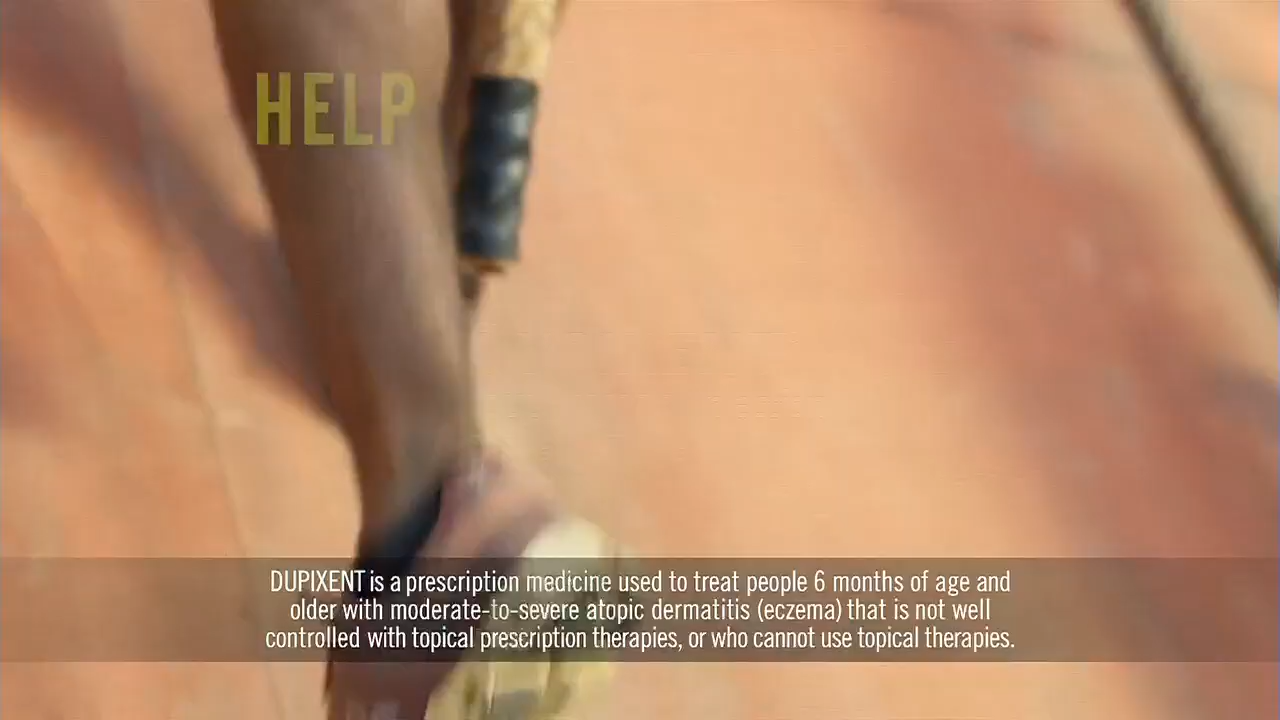 HELP
DUPIXENT is a prescription medicine used to treat people 6 months of age and
older with moderate-to-severe atopic dermatitis (eczema) that is not well
controlled with topical prescription therapies, or who cannot use topical therapies.